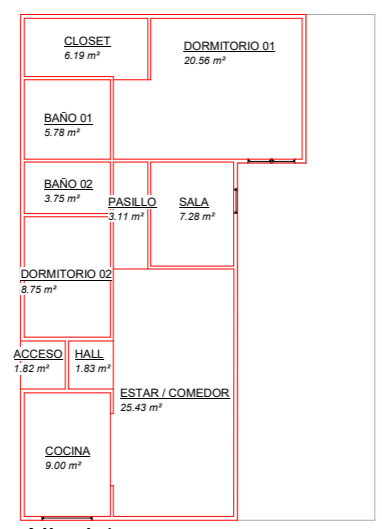 CLOSET
6.19 m²
DORMITORIO 01
20.56 m²
BAÑO 01
5.78 m²
BAÑO 02
3.75 m²
PASILLO
3.11 m²
SALA
7.28 m²
DORMITORIO 02
8.75 m²
ACCESO
1.82 m²
HALL
1.83 m²
ESTAR / COMEDOR
25.43 m²
COCINA
9.00 m²